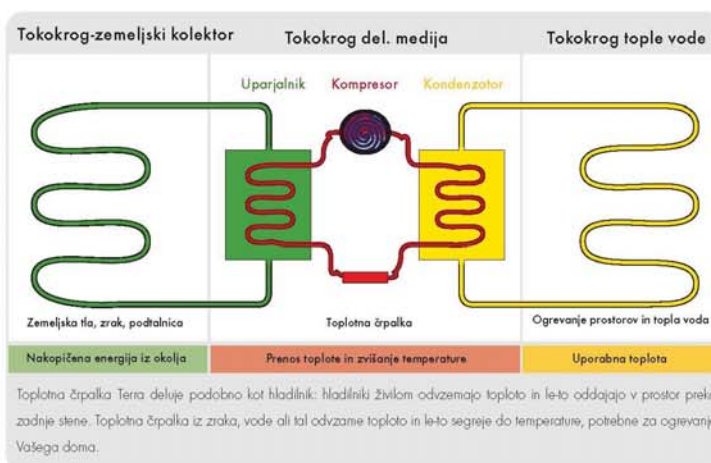 Tokokrog-zemeljski kolektor
Tokokrog del. medija
Tokokrog tople vode
Uparjalnik
Kompresor
Kondenzator
Zemeljska tla, zrak, podtalnica
Toplotna črpalka
Ogrevanje prostorov in topla voda
Nakopičena energija iz okolja
Prenos toplote in zvišanje temperature
Uporabna toplota
Toplotna črpalka Terra deluje podobno kot hladilnik: hladilniki živilom odvzemajo toploto in le-to oddajajo v prostor preko
zadnje stene. Toplotna črpalka iz zraka, vode ali tal odvzame toploto in le-to segreje do temperature, potrebne za ogrevanje
Vašega doma.